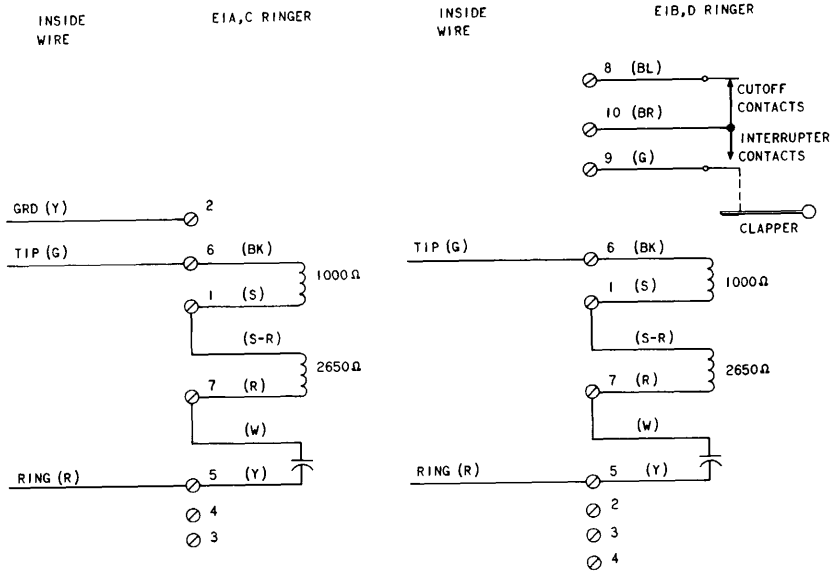 INSIDE
WIRE
E1A,C RINGER
GRD (Y)
2
TIP (G)
6 (BK)
1000Ω
1 (S)
(S-R)
2650Ω
7 (R)
(W)
RING (R)
5 (Y)
4
3
INSIDE
WIRE
E1B,D RINGER
8 (BL)
CUTOFF
CONTACTS
10 (BR)
INTERRUPTER
CONTACTS
9 (G)
CLAPPER
TIP (G)
6 (BK)
1000Ω
1 (S)
(S-R)
2650Ω
7 (R)
(W)
RING (R)
5 (Y)
2
3
4